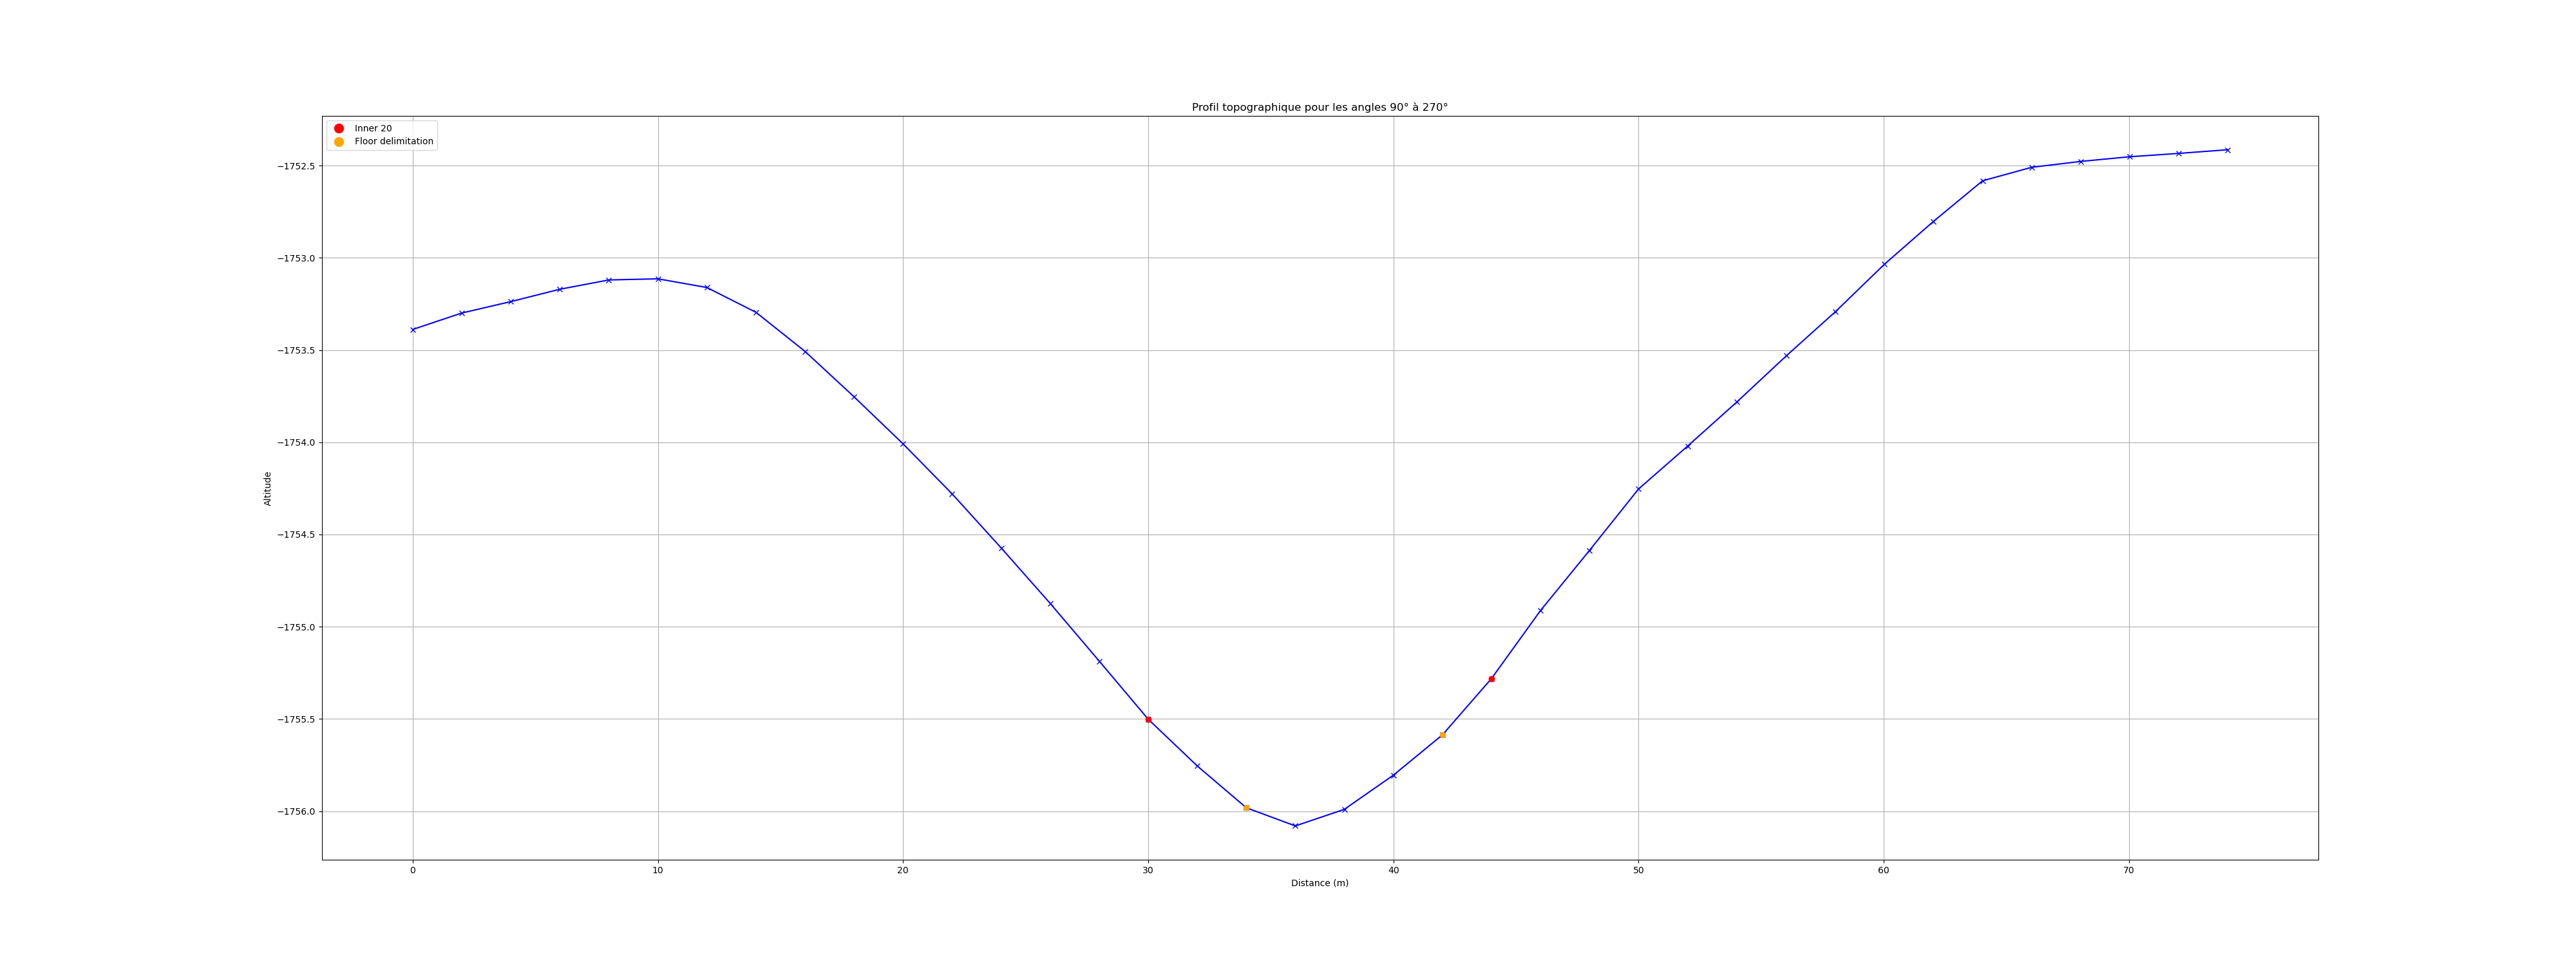 Profil topographique pour les angles 90° à 270°
Inner 20
Floor delimitation
−1752.5
−1753.0
−1753.5
−1754.0
−1754.5
−1755.0
−1755.5
−1756.0
Altitude
0 10 20 30 40 50 60 70
Distance (m)